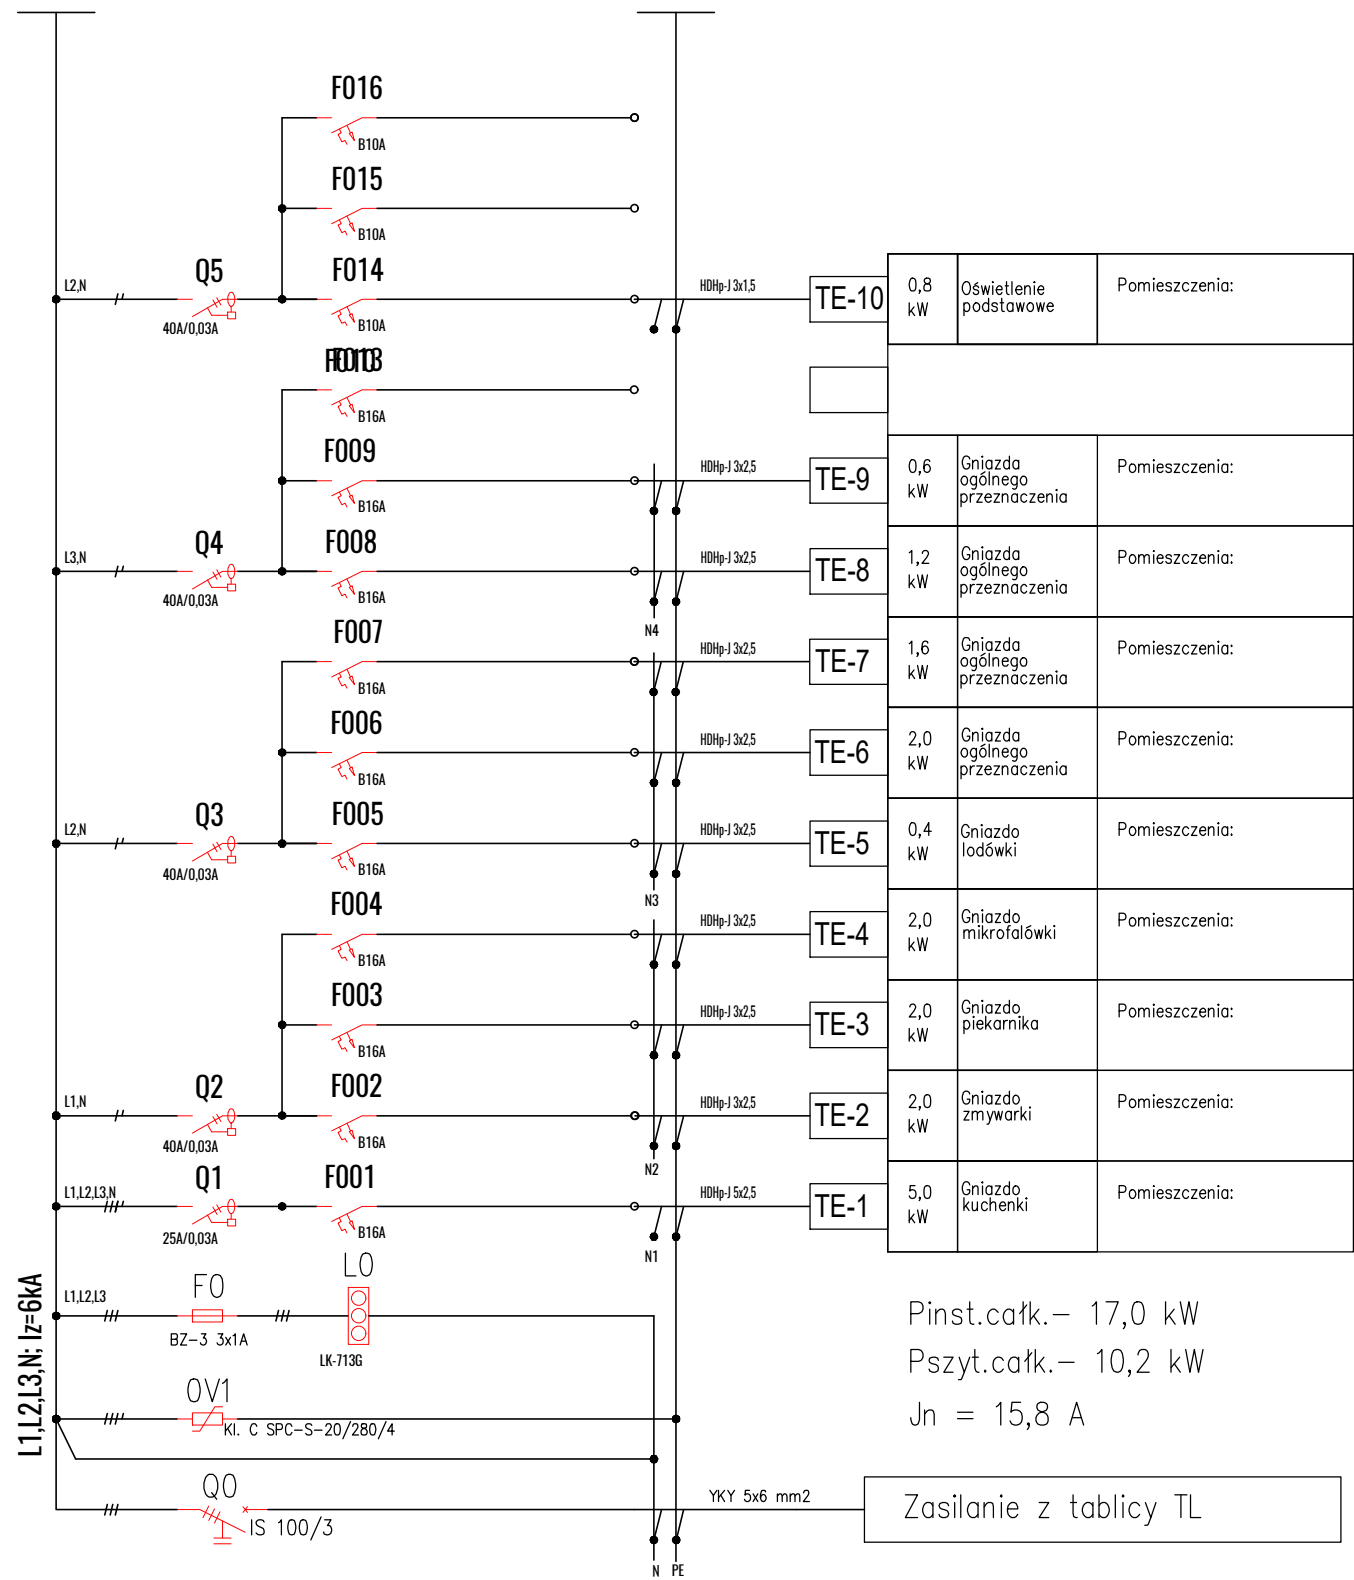 F016
B10A
F015
B10A
L2,N
Q5
40A/0,03A
F014
B10A
HDHp-J 3x1,5
TE-10
0,8
kW
Oświetlenie
podstawowe
Pomieszczenia:
F013
B16A
F009
B16A
HDHp-J 3x2,5
TE-9
0,6
kW
Gniazda
ogólnego
przeznaczenia
Pomieszczenia:
L3,N
Q4
40A/0,03A
F008
B16A
N4
HDHp-J 3x2,5
TE-8
1,2
kW
Gniazda
ogólnego
przeznaczenia
Pomieszczenia:
F007
B16A
HDHp-J 3x2,5
TE-7
1,6
kW
Gniazda
ogólnego
przeznaczenia
Pomieszczenia:
F006
B16A
HDHp-J 3x2,5
TE-6
2,0
kW
Gniazda
ogólnego
przeznaczenia
Pomieszczenia:
L2,N
Q3
40A/0,03A
F005
B16A
N3
HDHp-J 3x2,5
TE-5
0,4
kW
Gniazdo
lodówki
Pomieszczenia:
F004
B16A
HDHp-J 3x2,5
TE-4
2,0
kW
Gniazdo
mikrofalówki
Pomieszczenia:
F003
B16A
HDHp-J 3x2,5
TE-3
2,0
kW
Gniazdo
piekarnika
Pomieszczenia:
L1,N
Q2
40A/0,03A
F002
B16A
N2
HDHp-J 3x2,5
TE-2
2,0
kW
Gniazdo
zmywarki
Pomieszczenia:
L1,L2,L3,N
Q1
25A/0,03A
F001
B16A
N1
HDHp-J 5x2,5
TE-1
5,0
kW
Gniazdo
kuchenki
Pomieszczenia:
L1,L2,L3,N; Iz=6kA
L1,L2,L3
F0
BZ-3 3x1A
L0
LK-713G
OV1
Kl. C SPC-S-20/280/4
Q0
IS 100/3
YKY 5x6 mm2
N
PE
Pinst.całk.- 17,0 kW
Pszyt.całk.- 10,2 kW
Jn = 15,8 A
Zasilanie z tablicy TL